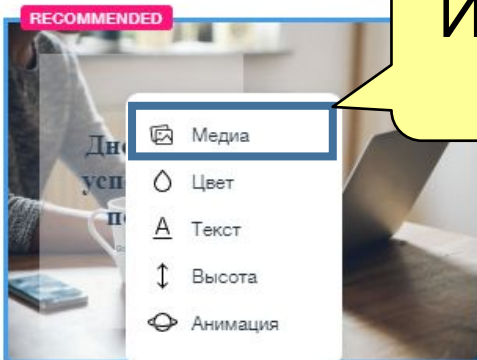 RECOMMENDED
И
Медиа
Цвет
Текст
Высота
Анимация